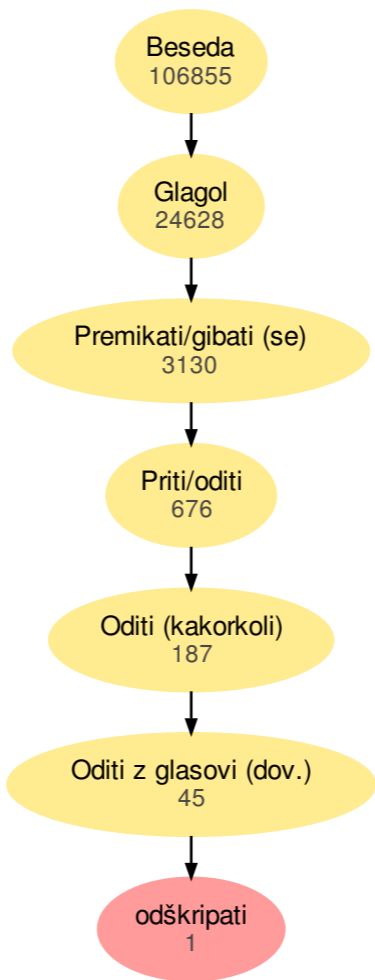 Beseda
106855
Glagol
24628
Premikati/gibati (se)
3130
Priti/oditi
676
Oditi (kakorkoli)
187
Oditi z glasovi (dov.)
45
odškripati
1